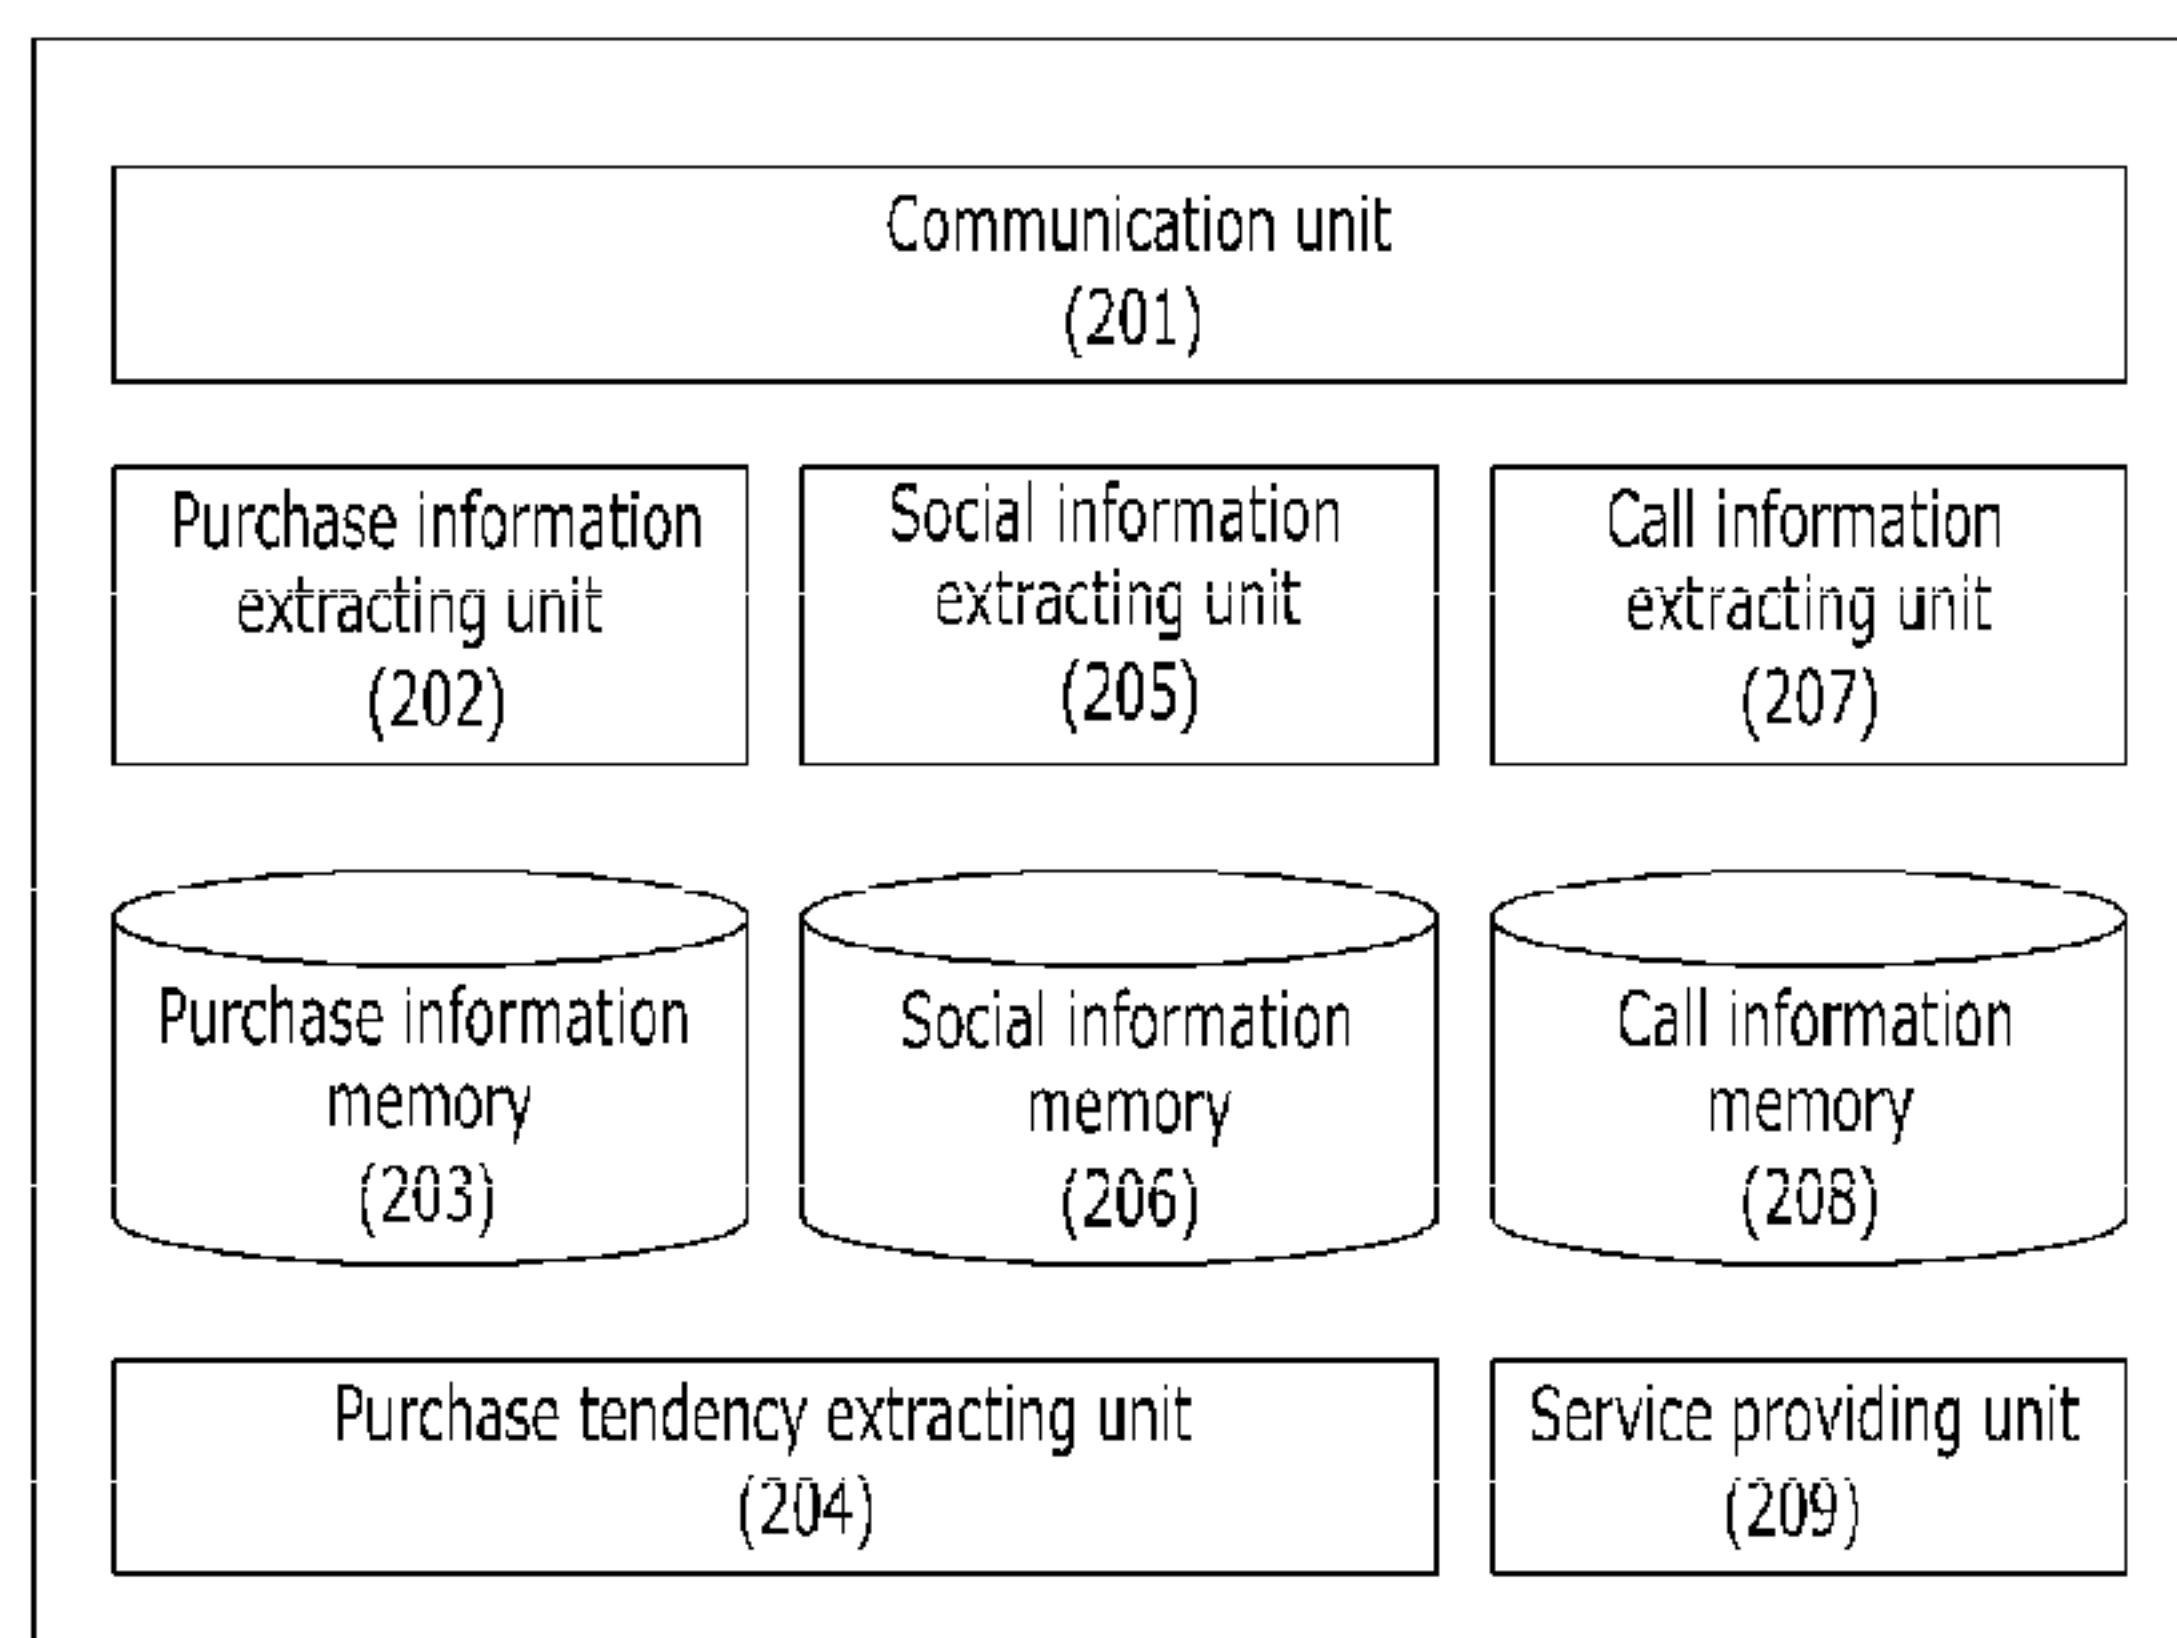 Communication unit
(201)
Purchase information
extracting unit
(202)
Social information
extracting unit
(205)
Call information
extracting unit
(207)
Purchase information
memory
(203)
Social information
memory
(206)
Call information
memory
(208)
Purchase tendency extracting unit
(204)
Service providing unit
(209)